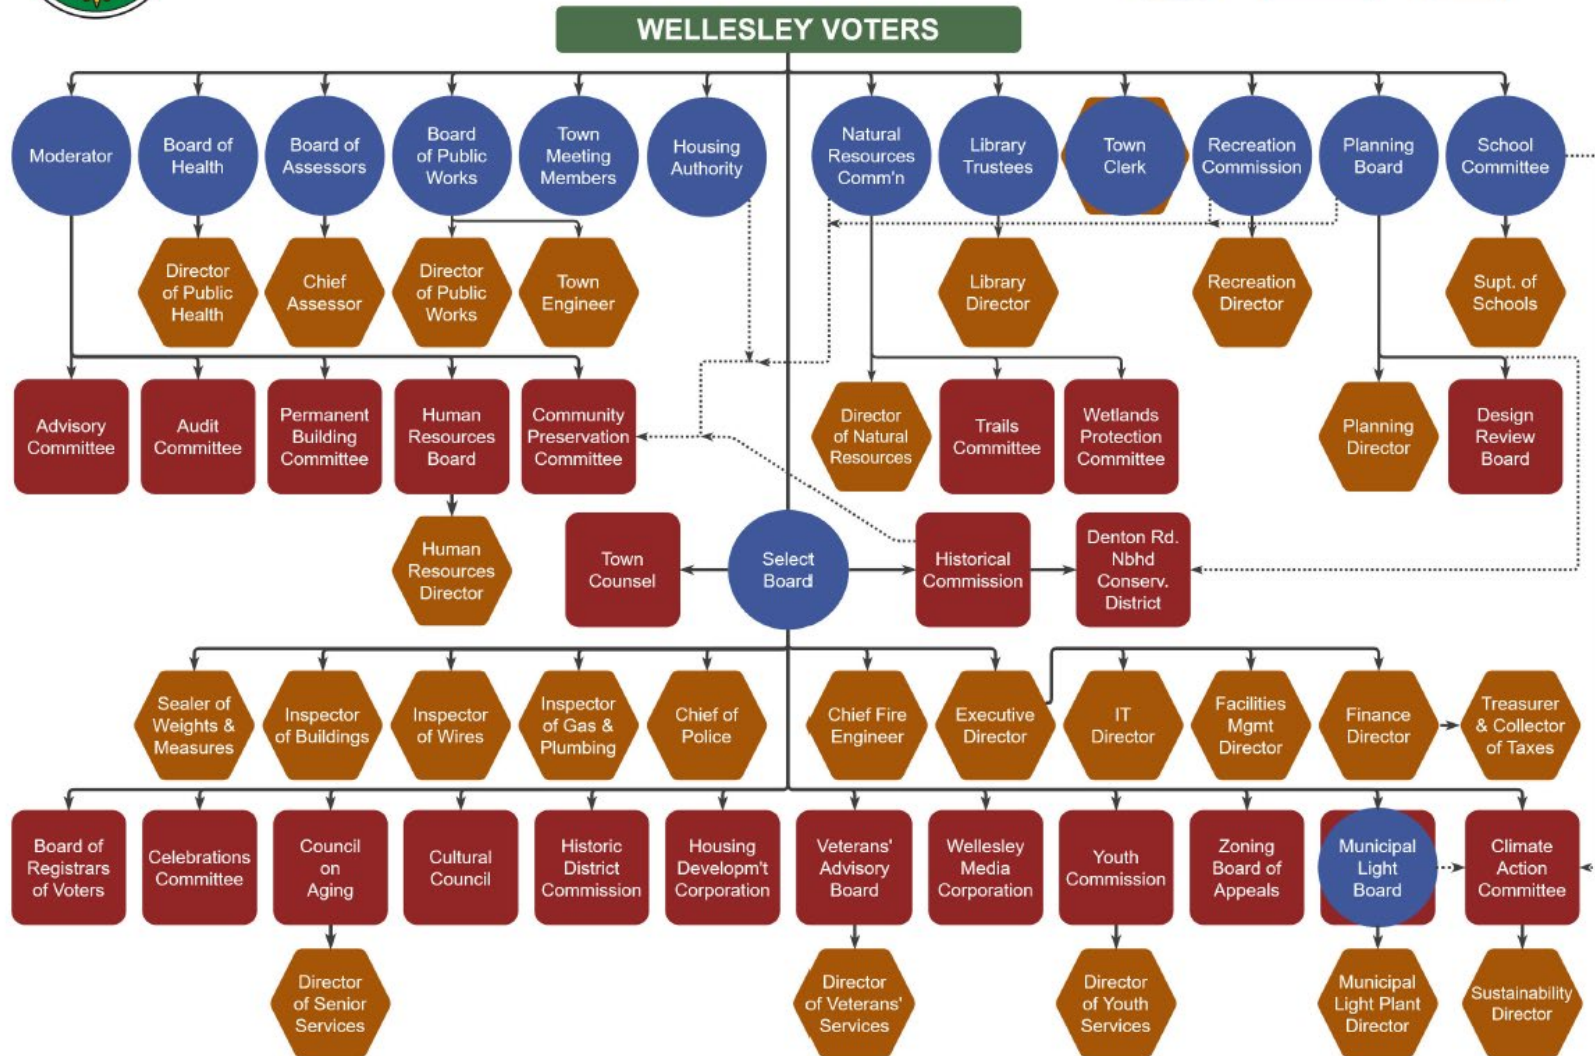 WELLESLEY VOTERS
Moderator
Board of
Health
Board of
Assessors
Board
of Public
Works
Town
Meeting
Members
Housing
Authority
Natural
Resources
Comm'n
Library
Trustees
Town
Clerk
Recreation
Commission
Planning
Board
School
Committee
Director
of Public
Health
Chief
Assessor
Director
of Public
Works
Town
Engineer
Library
Director
Recreation
Director
Supt. of
Schools
Advisory
Committee
Audit
Committee
Permanent
Building
Committee
Human
Resources
Board
Community
Preservation
Committee
Director
of Natural
Resources
Trails
Committee
Wetlands
Protection
Committee
Planning
Director
Design
Review
Board
Human
Resources
Director
Town
Counsel
Select
Board
Historical
Commission
Denton Rd.
Nbhd
Conserv.
District
Sealer of
Weights &
Measures
Inspector
of Buildings
Inspector
of Wires
Inspector
of Gas &
Plumbing
Chief of
Police
Chief Fire
Engineer
Executive
Director
IT
Director
Facilities
Mgmt
Director
Finance
Director
Treasurer
& Collector
of Taxes
Board of
Registrars
of Voters
Celebrations
Committee
Council
on
Aging
Cultural
Council
Historic
District
Commission
Housing
Developm't
Corporation
Veterans'
Advisory
Board
Wellesley
Media
Corporation
Youth
Commission
Zoning
Board of
Appeals
Municipal
Light
Board
Climate
Action
Committee
Director
of Senior
Services
Director
of Veterans'
Services
Director
of Youth
Services
Municipal
Light Plant
Director
Sustainability
Director